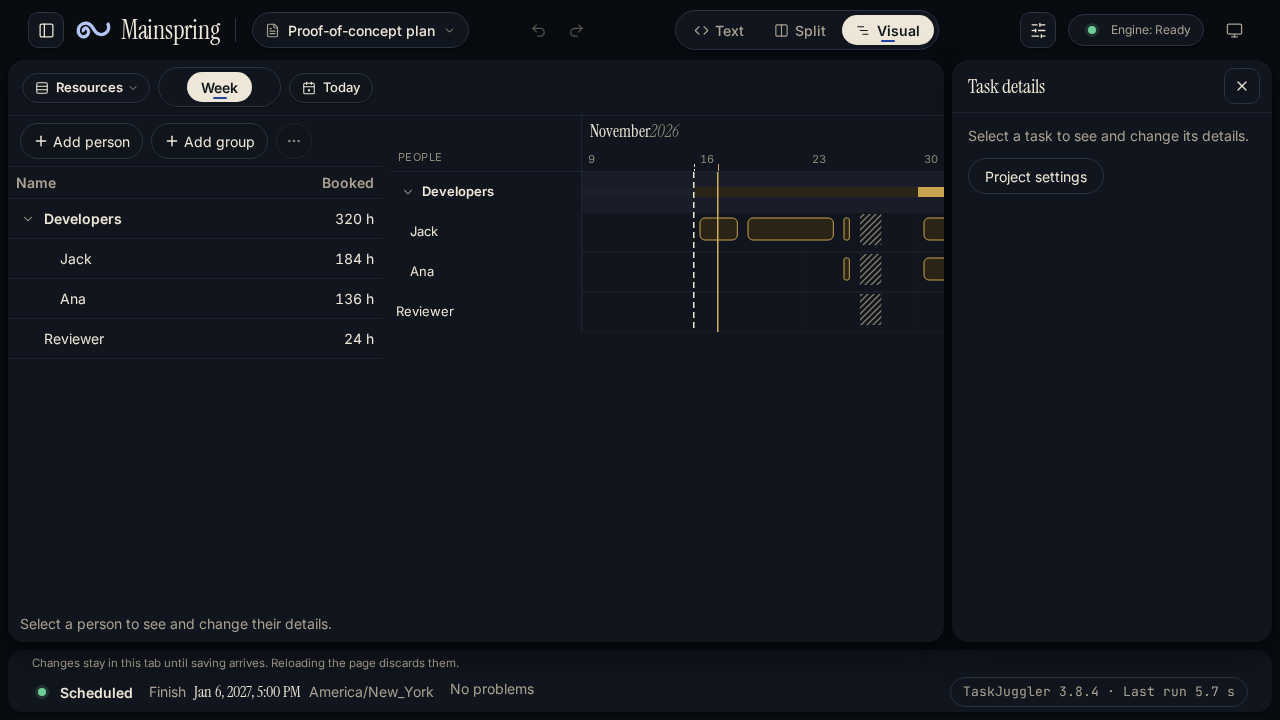 Mainspring
Proof-of-concept plan
Text
Split
Visual
Engine: Ready
Resources
Week
Today
Task details
Select a task to see and change its details.
Project settings
Add person
Add group
PEOPLE
November 2026
9 16 23 30
Name Booked
Developers 320 h
Jack 184 h
Ana 136 h
Reviewer 24 h
Developers
Jack
Ana
Reviewer
Select a person to see and change their details.
Changes stay in this tab until saving arrives. Reloading the page discards them.
Scheduled Finish Jan 6, 2027, 5:00 PM America/New_York No problems
TaskJuggler 3.8.4 · Last run 5.7 s